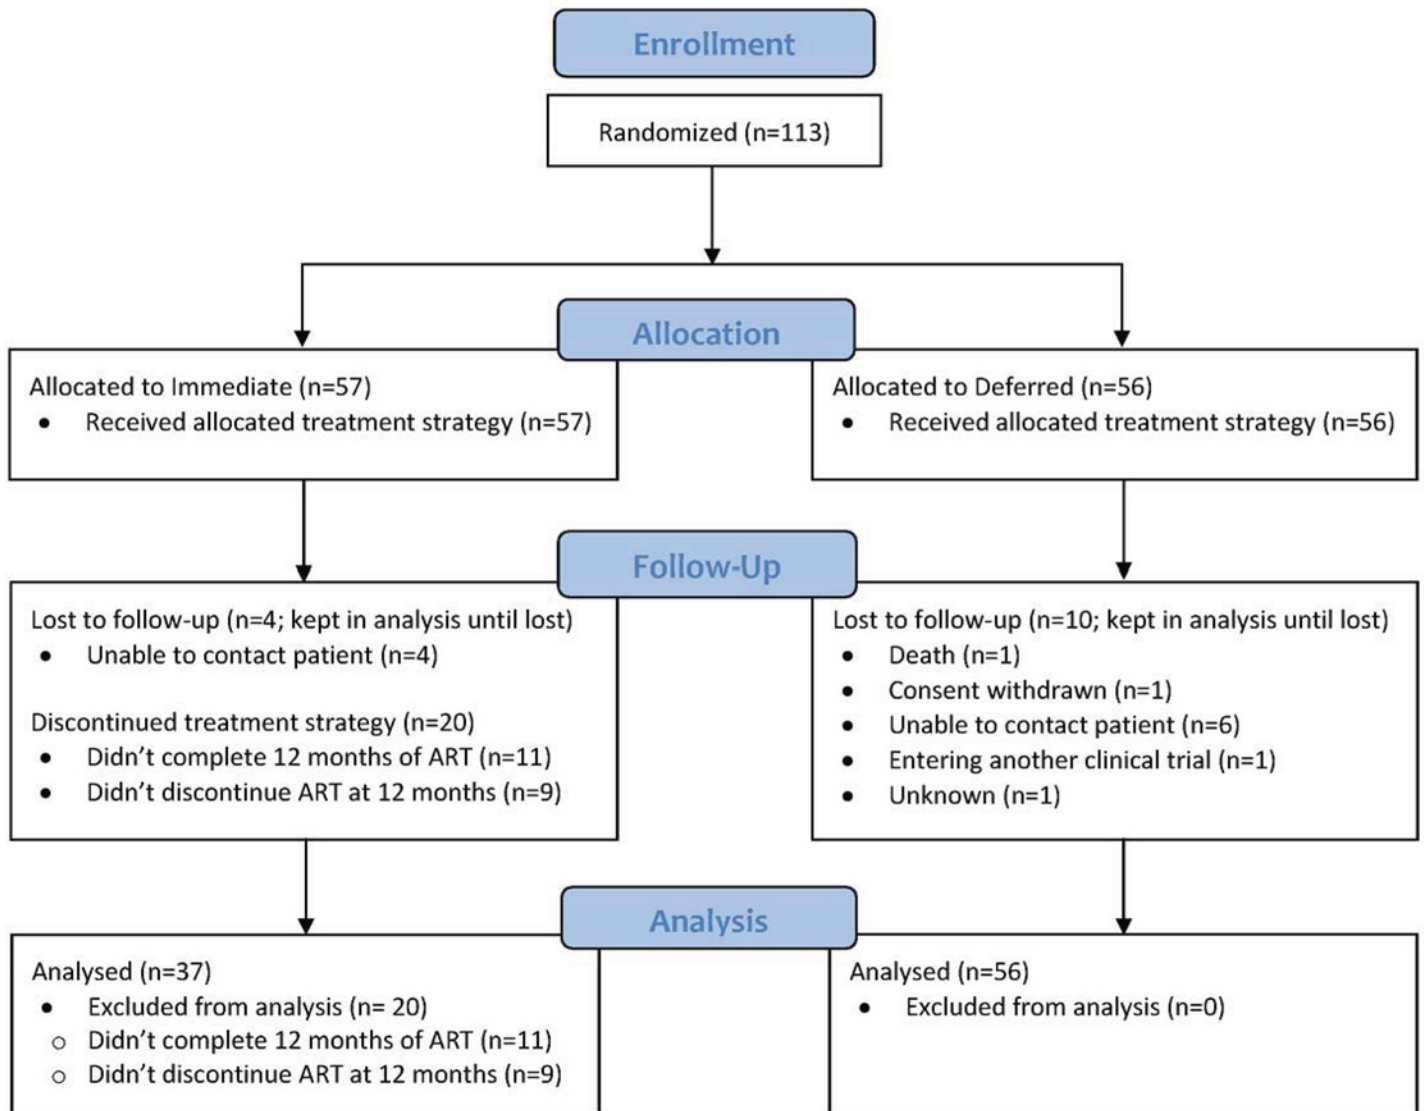 Enrollment
Randomized (n=113)
Allocation
Allocated to Immediate (n=57)
• Received allocated treatment strategy (n=57)
Allocated to Deferred (n=56)
• Received allocated treatment strategy (n=56)
Follow-Up
Lost to follow-up (n=4; kept in analysis until lost)
• Unable to contact patient (n=4)
Discontinued treatment strategy (n=20)
• Didn’t complete 12 months of ART (n=11)
• Didn’t discontinue ART at 12 months (n=9)
Lost to follow-up (n=10; kept in analysis until lost)
• Death (n=1)
• Consent withdrawn (n=1)
• Unable to contact patient (n=6)
• Entering another clinical trial (n=1)
• Unknown (n=1)
Analysis
Analysed (n=37)
• Excluded from analysis (n= 20)
○ Didn’t complete 12 months of ART (n=11)
○ Didn’t discontinue ART at 12 months (n=9)
Analysed (n=56)
• Excluded from analysis (n=0)